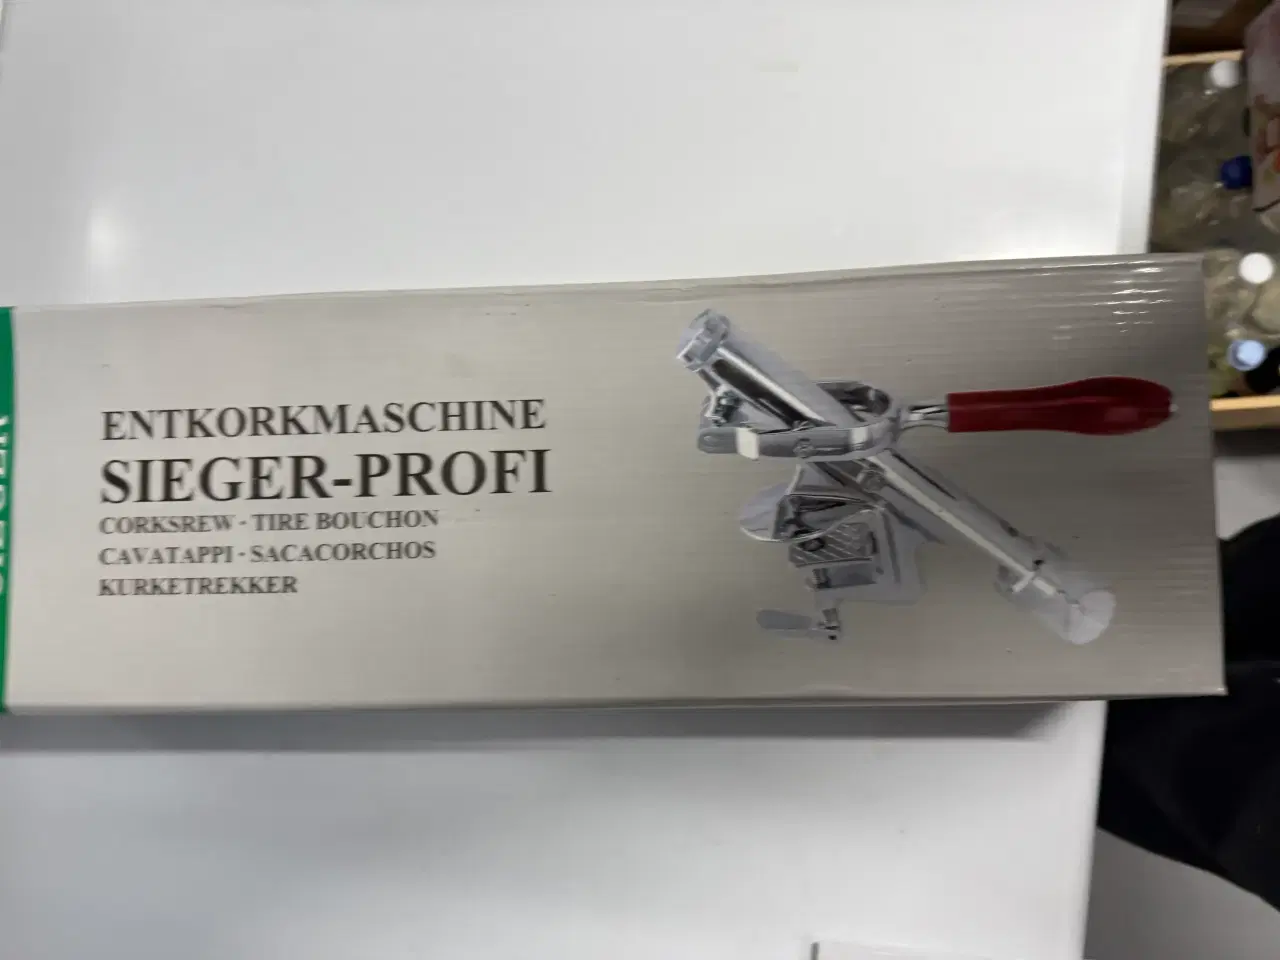 ENTKORKMASCHINE
SIEGER-PROFI
CORKSREW - TIRE BOUCHON
CAVATAPPI - SACACORCHOS
KURKETREKKER